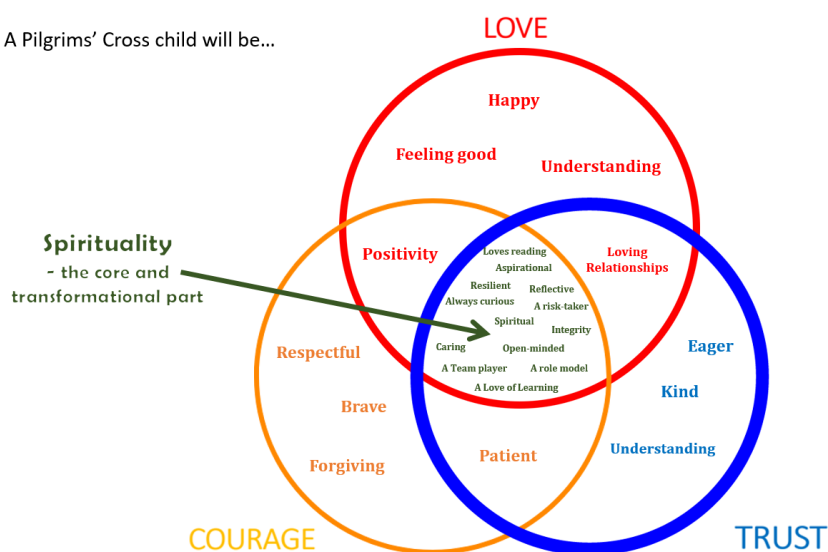 LOVE
A Pilgrims’ Cross child will be...
Happy
Feeling good
Understanding
Spirituality
- the core and
transformational part
Positivity
Loves reading
Aspirational
Resilient
Reflective
Always curious
A risk-taker
Spiritual
Integrity
Caring
Open-minded
A Team player
A role model
A Love of Learning
Loving
Relationships
Respectful
Brave
Forgiving
Patient
Eager
Kind
Understanding
COURAGE
TRUST